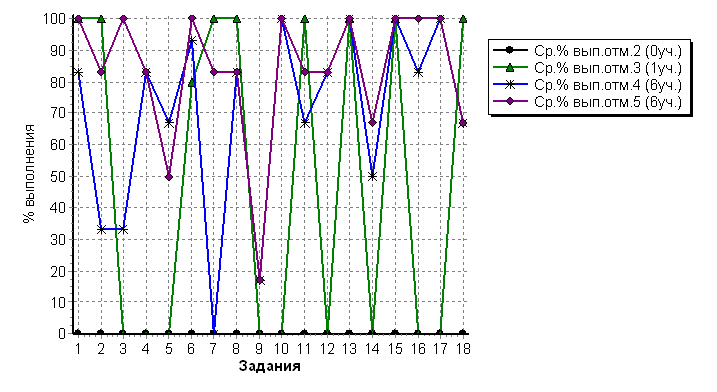 100
90
80
70
60
50
40
30
20
10
0
% выполнения
1 2 3 4 5 6 7 8 9 10 11 12 13 14 15 16 17 18
Задания
Ср.% вып.отм.2 (0уч.)
Ср.% вып.отм.3 (1уч.)
Ср.% вып.отм.4 (6уч.)
Ср.% вып.отм.5 (6уч.)